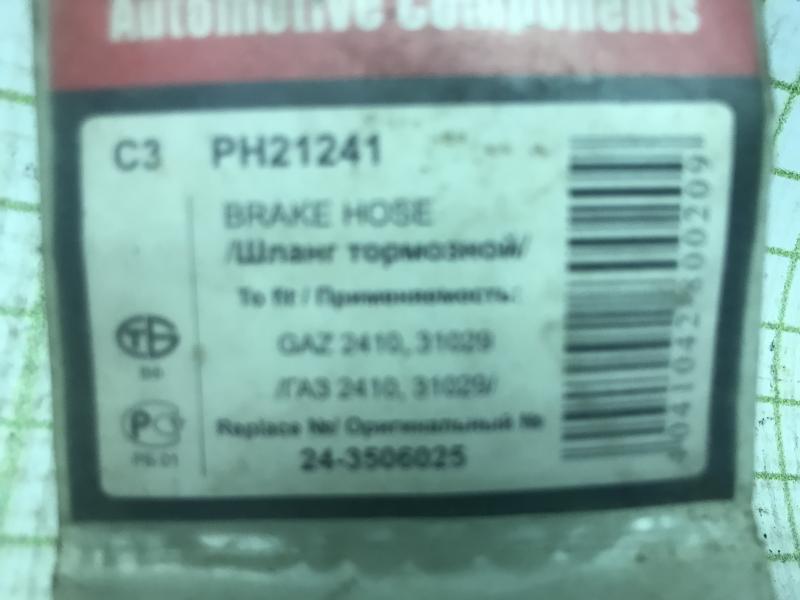 Automotive Components
C3 PH21241
BRAKE HOSE
/Шланг тормозной/
To fit / Применяемость:
GAZ 2410, 31029
/ГАЗ 2410, 31029/
Replace №/ Оригинальный №
24-3506025